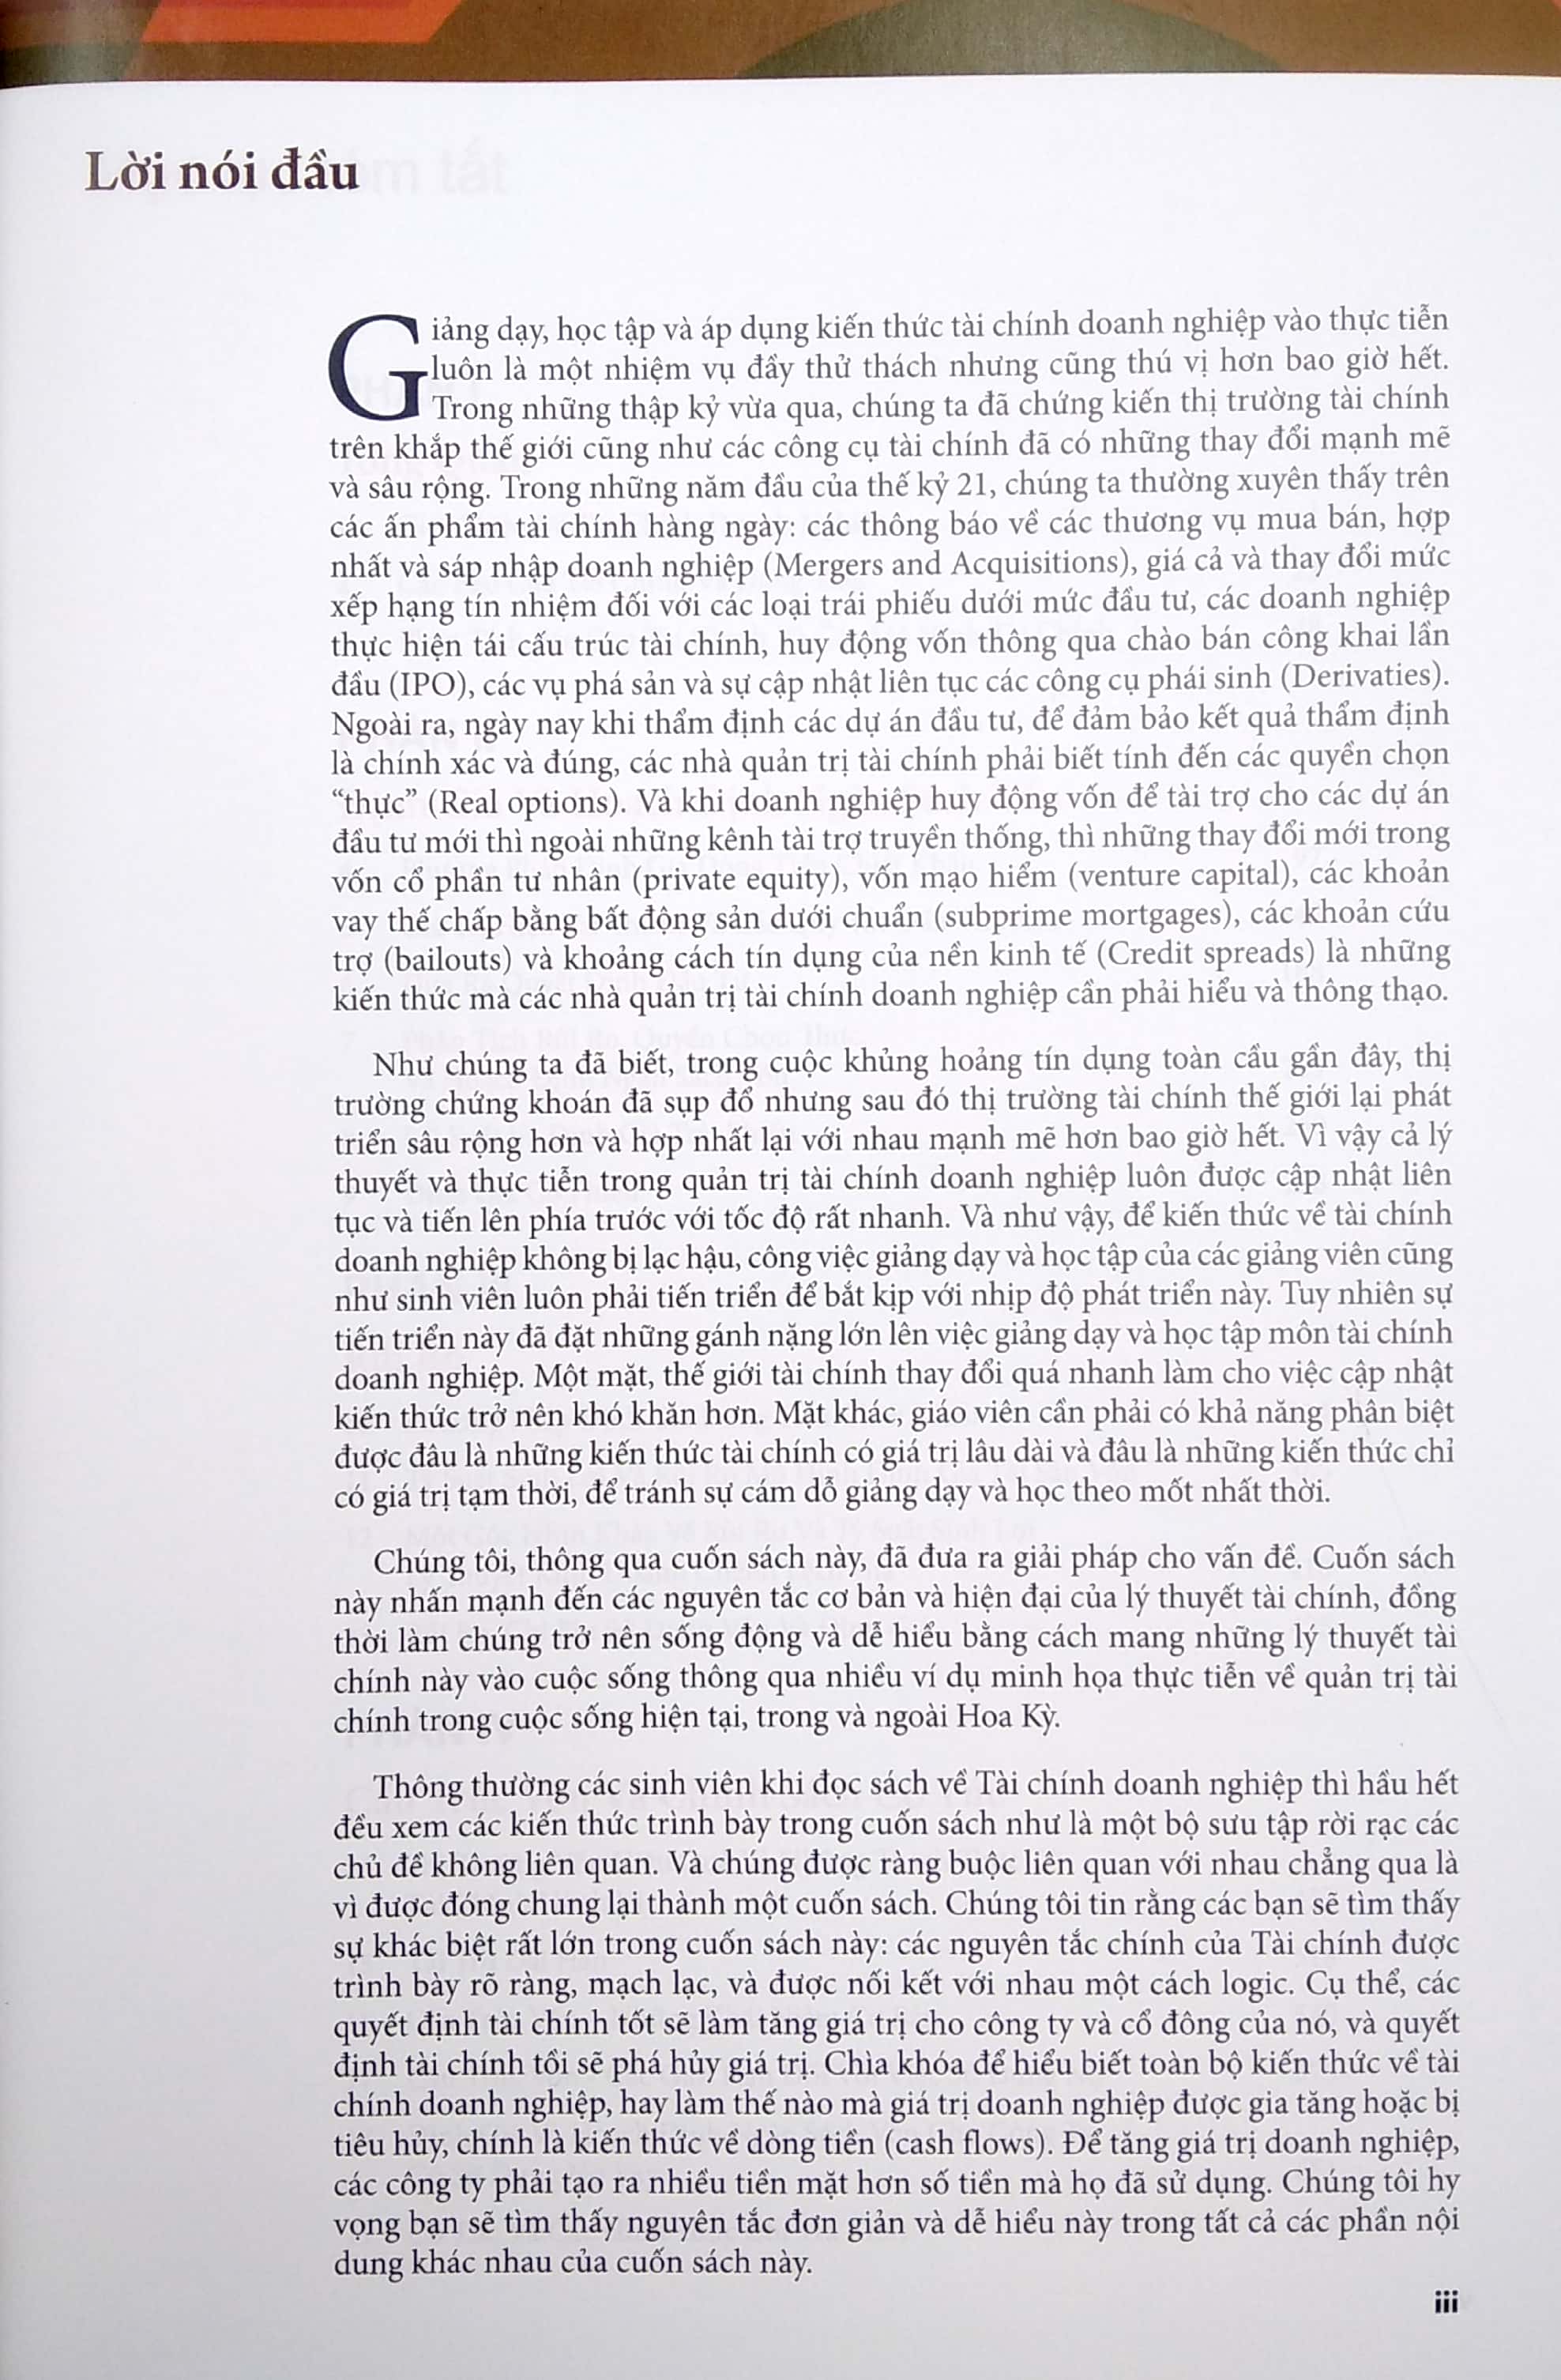 Lời nói đầu
Giảng dạy, học tập và áp dụng kiến thức tài chính doanh nghiệp vào thực tiễn
luôn là một nhiệm vụ đầy thử thách nhưng cũng thú vị hơn bao giờ hết.
Trong những thập kỷ vừa qua, chúng ta đã chứng kiến thị trường tài chính
trên khắp thế giới cũng như các công cụ tài chính đã có những thay đổi mạnh mẽ
và sâu rộng. Trong những năm đầu của thế kỷ 21, chúng ta thường xuyên thấy trên
các ấn phẩm tài chính hàng ngày: các thông báo về các thương vụ mua bán, hợp
nhất và sáp nhập doanh nghiệp (Mergers and Acquisitions), giá cả và thay đổi mức
xếp hạng tín nhiệm đối với các loại trái phiếu dưới mức đầu tư, các doanh nghiệp
thực hiện tái cấu trúc tài chính, huy động vốn thông qua chào bán công khai lần
đầu (IPO), các vụ phá sản và sự cập nhật liên tục các công cụ phái sinh (Derivaties).
Ngoài ra, ngày nay khi thẩm định các dự án đầu tư, để đảm bảo kết quả thẩm định
là chính xác và đúng, các nhà quản trị tài chính phải biết tính đến các quyền chọn
“thực” (Real options). Và khi doanh nghiệp huy động vốn để tài trợ cho các dự án
đầu tư mới thì ngoài những kênh tài trợ truyền thống, thì những thay đổi mới trong
vốn cổ phần tư nhân (private equity), vốn mạo hiểm (venture capital), các khoản
vay thế chấp bằng bất động sản dưới chuẩn (subprime mortgages), các khoản cứu
trợ (bailouts) và khoảng cách tín dụng của nền kinh tế (Credit spreads) là những
kiến thức mà các nhà quản trị tài chính doanh nghiệp cần phải hiểu và thông thạo.
Như chúng ta đã biết, trong cuộc khủng hoảng tín dụng toàn cầu gần đây, thị
trường chứng khoán đã sụp đổ nhưng sau đó thị trường tài chính thế giới lại phát
triển sâu rộng hơn và hợp nhất lại với nhau mạnh mẽ hơn bao giờ hết. Vì vậy cả lý
thuyết và thực tiễn trong quản trị tài chính doanh nghiệp luôn được cập nhật liên
tục và tiến lên phía trước với tốc độ rất nhanh. Và như vậy, để kiến thức về tài chính
doanh nghiệp không bị lạc hậu, công việc giảng dạy và học tập của các giảng viên cũng
như sinh viên luôn phải tiến triển để bắt kịp với nhịp độ phát triển này. Tuy nhiên sự
tiến triển này đã đặt những gánh nặng lớn lên việc giảng dạy và học tập môn tài chính
doanh nghiệp. Một mặt, thế giới tài chính thay đổi quá nhanh làm cho việc cập nhật
kiến thức trở nên khó khăn hơn. Mặt khác, giáo viên cần phải có khả năng phân biệt
được đâu là những kiến thức tài chính có giá trị lâu dài và đâu là những kiến thức chỉ
có giá trị tạm thời, để tránh sự cám dỗ giảng dạy và học theo mốt nhất thời.
Chúng tôi, thông qua cuốn sách này, đã đưa ra giải pháp cho vấn đề. Cuốn sách
này nhấn mạnh đến các nguyên tắc cơ bản và hiện đại của lý thuyết tài chính, đồng
thời làm chúng trở nên sống động và dễ hiểu bằng cách mang những lý thuyết tài
chính này vào cuộc sống thông qua nhiều ví dụ minh họa thực tiễn về quản trị tài
chính trong cuộc sống hiện tại, trong và ngoài Hoa Kỳ.
Thông thường các sinh viên khi đọc sách về Tài chính doanh nghiệp thì hầu hết
đều xem các kiến thức trình bày trong cuốn sách như là một bộ sưu tập rời rạc các
chủ đề không liên quan. Và chúng được ràng buộc liên quan với nhau chẳng qua là
vì được đóng chung lại thành một cuốn sách. Chúng tôi tin rằng các bạn sẽ tìm thấy
sự khác biệt rất lớn trong cuốn sách này: các nguyên tắc chính của Tài chính được
trình bày rõ ràng, mạch lạc, và được nối kết với nhau một cách logic. Cụ thể, các
quyết định tài chính tốt sẽ làm tăng giá trị cho công ty và cổ đông của nó, và quyết
định tài chính tồi sẽ phá hủy giá trị. Chìa khóa để hiểu biết toàn bộ kiến thức về tài
chính doanh nghiệp, hay làm thế nào mà giá trị doanh nghiệp được gia tăng hoặc bị
tiêu hủy, chính là kiến thức về dòng tiền (cash flows). Để tăng giá trị doanh nghiệp,
các công ty phải tạo ra nhiều tiền mặt hơn số tiền mà họ đã sử dụng. Chúng tôi hy
vọng bạn sẽ tìm thấy nguyên tắc đơn giản và dễ hiểu này trong tất cả các phần nội
dung khác nhau của cuốn sách này.
iii